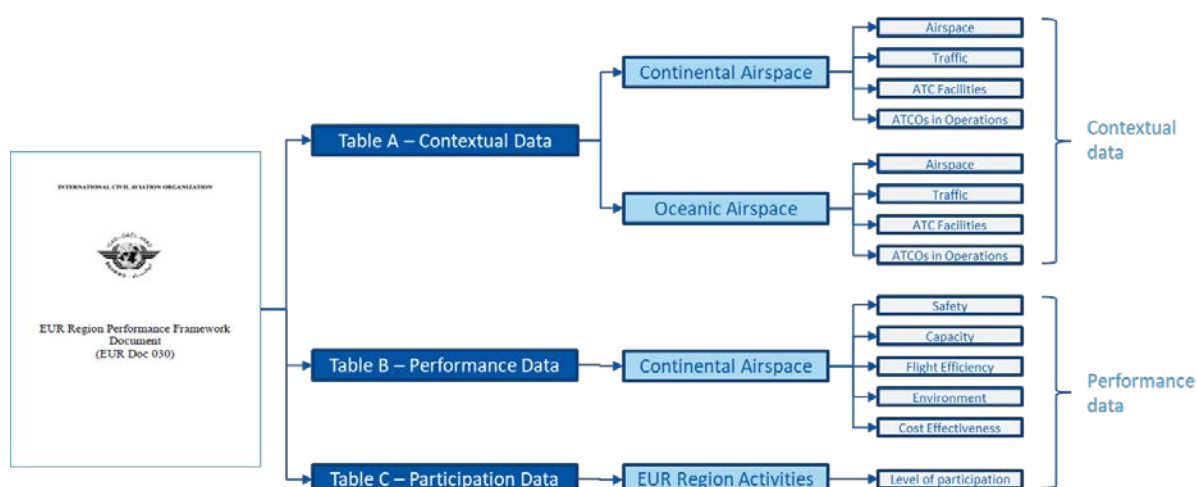 INTERNATIONAL CIVIL AVIATION ORGANIZATION
EUR Region Performance Framework
Document
(EUR Doc 030)
Table A – Contextual Data
Continental Airspace
Airspace
Traffic
ATC Facilities
ATCOs in Operations
Oceanic Airspace
Airspace
Traffic
ATC Facilities
ATCOs in Operations
Contextual
data
Table B – Performance Data
Continental Airspace
Safety
Capacity
Flight Efficiency
Environment
Cost Effectiveness
Performance
data
Table C – Participation Data
EUR Region Activities
Level of participation